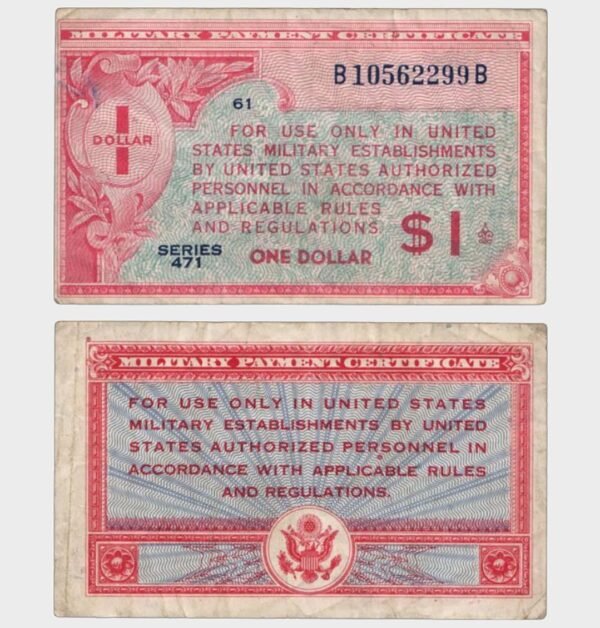 MILITARY PAYMENT CERTIFICATE
B10562299B
61
1
DOLLAR
FOR USE ONLY IN UNITED
STATES MILITARY ESTABLISHMENTS
BY UNITED STATES AUTHORIZED
PERSONNEL IN ACCORDANCE WITH
APPLICABLE RULES
AND REGULATIONS.
$1
SERIES
471
ONE DOLLAR
MILITARY PAYMENT CERTIFICATE
FOR USE ONLY IN UNITED STATES
MILITARY ESTABLISHMENTS BY UNITED
STATES AUTHORIZED PERSONNEL IN
ACCORDANCE WITH APPLICABLE RULES
AND REGULATIONS.